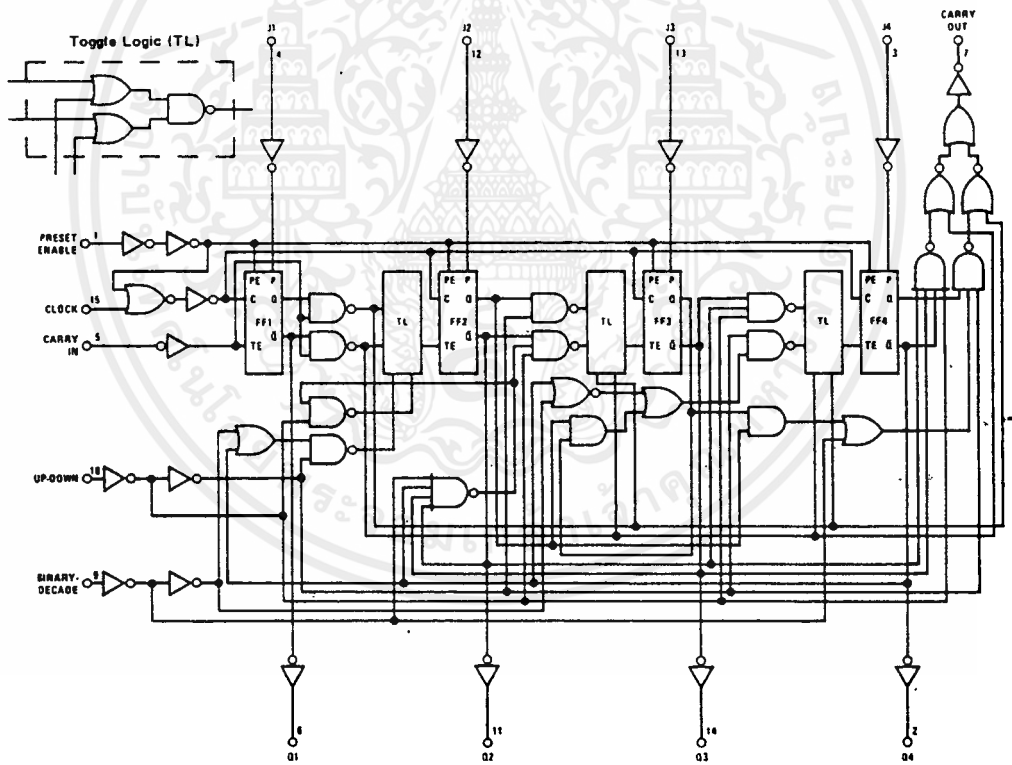 Toggle Logic (TL)
J1
4
J2
12
J3
13
J4
3
CARRY
OUT
7
PRESET
ENABLE
1
CLOCK
15
CARRY
IN
5
PE P
C Q
FF1
TE Q
TL
PE P
C Q
FF2
TE Q
TL
PE P
C Q
FF3
TE Q
TL
PE P
C Q
FF4
TE Q
UP-DOWN
10
BINARY-
DECADE
9
6
Q1
11
Q2
14
Q3
2
Q4